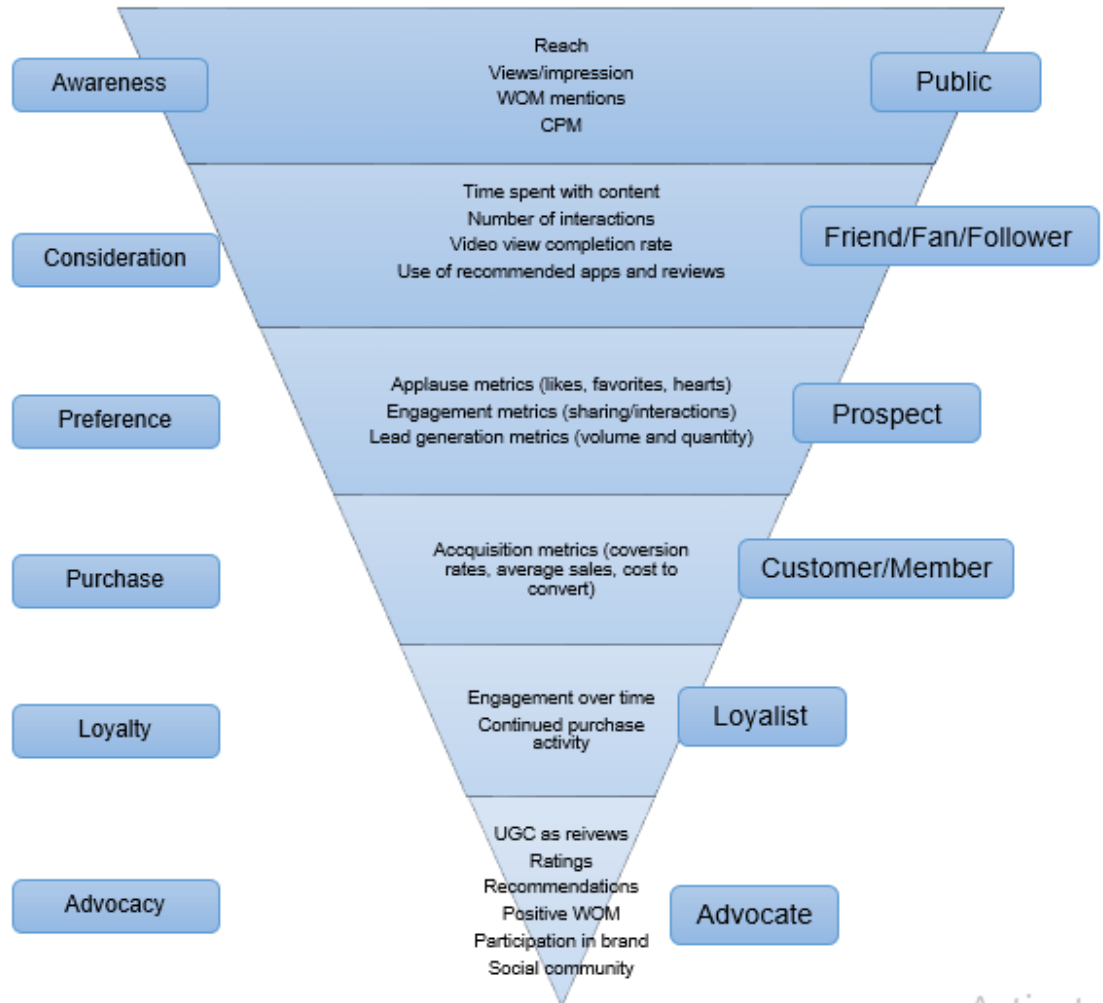 Awareness
Reach
Views/impression
WOM mentions
CPM
Public
Consideration
Time spent with content
Number of interactions
Video view completion rate
Use of recommended apps and reviews
Friend/Fan/Follower
Preference
Applause metrics (likes, favorites, hearts)
Engagement metrics (sharing/interactions)
Lead generation metrics (volume and quantity)
Prospect
Purchase
Accquisition metrics (coversion
rates, average sales, cost to
convert)
Customer/Member
Loyalty
Engagement over time
Continued purchase
activity
Loyalist
Advocacy
UGC as reivews
Ratings
Recommendations
Positive WOM
Participation in brand
Social community
Advocate